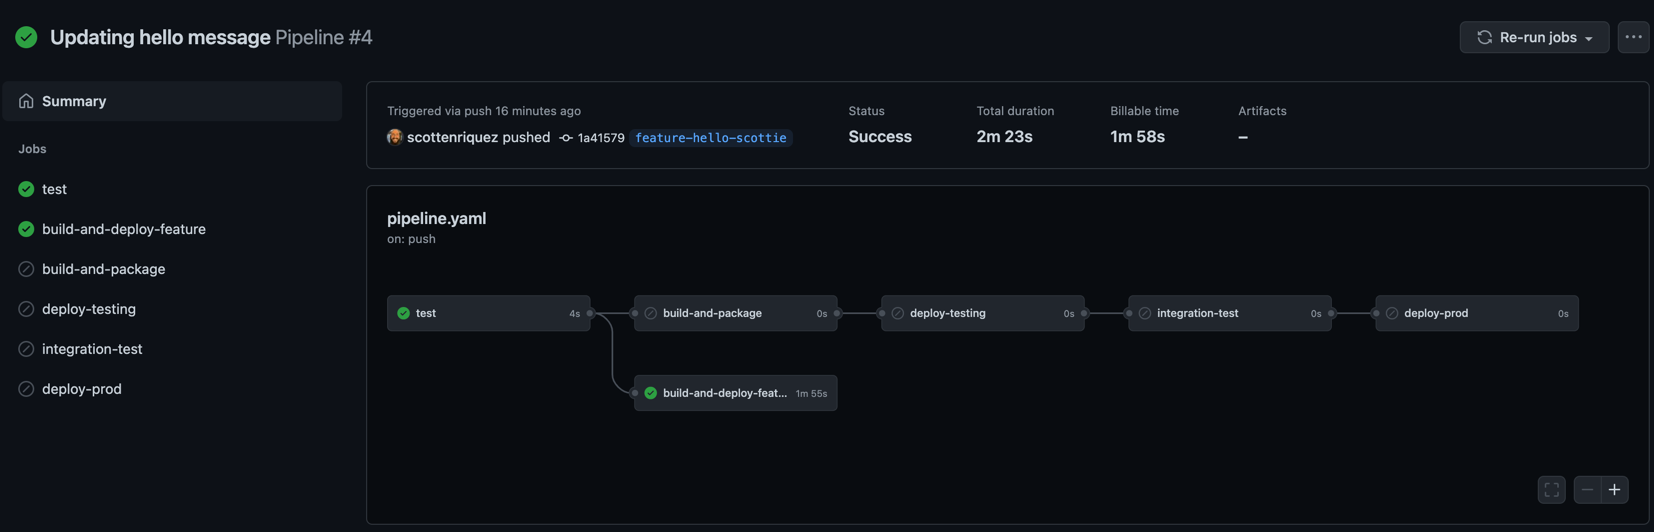 Updating hello message Pipeline #4
Re-run jobs
Summary
Jobs
test
build-and-deploy-feature
build-and-package
deploy-testing
integration-test
deploy-prod
Triggered via push 16 minutes ago
scottenriquez pushed 1a41579 feature-hello-scottie
Status
Success
Total duration
2m 23s
Billable time
1m 58s
Artifacts
–
pipeline.yaml
on: push
test 4s
build-and-package 0s
deploy-testing 0s
integration-test 0s
deploy-prod 0s
build-and-deploy-feat... 1m 55s